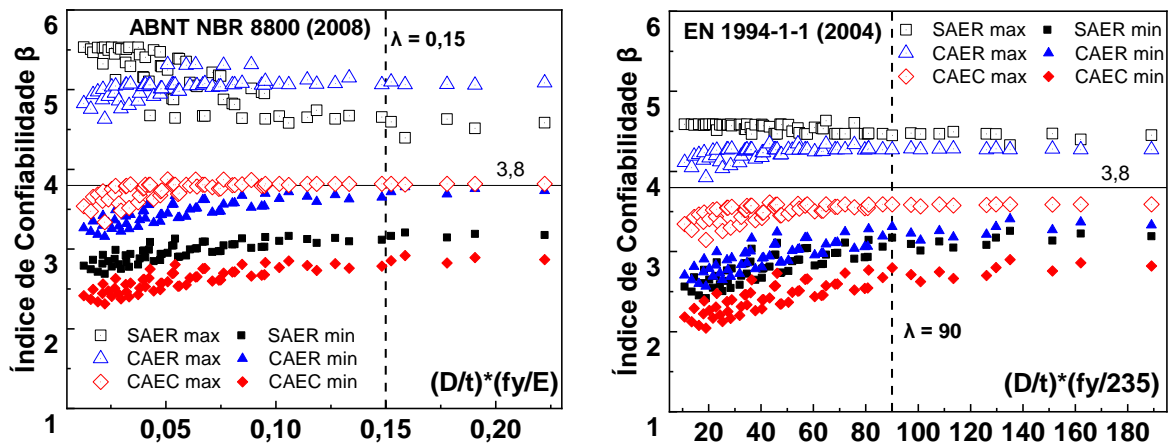 Índice de Confiabilidade β
6
5
4
3
2
1
ABNT NBR 8800 (2008)
λ = 0,15
3,8
SAER max
SAER min
CAER max
CAER min
CAEC max
CAEC min
(D/t)*(fy/E)
0,05
0,10
0,15
0,20
Índice de Confiabilidade β
6
5
4
3
2
1
EN 1994-1-1 (2004)
SAER max
SAER min
CAER max
CAER min
CAEC max
CAEC min
3,8
λ = 90
(D/t)*(fy/235)
20
40
60
80
100
120
140
160
180